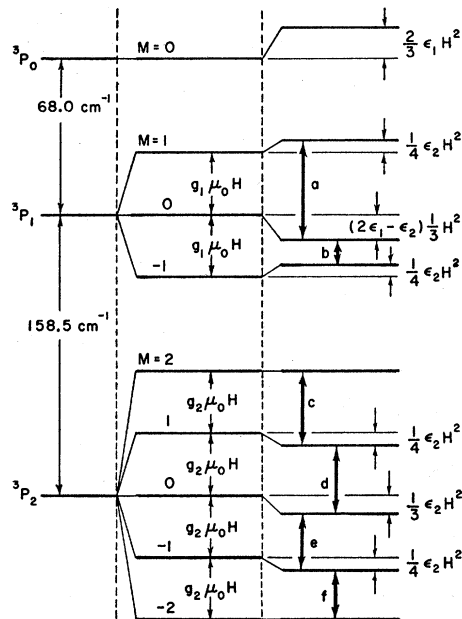 ³P₀
M = 0
2/3 ε₁H²
68.0 cm⁻¹
M = 1
1/4 ε₂H²
g₁μ₀H
a
³P₁
0
(2ε₁ − ε₂) 1/3 H²
g₁μ₀H
b
−1
1/4 ε₂H²
158.5 cm⁻¹
M = 2
g₂μ₀H
c
1
1/4 ε₂H²
g₂μ₀H
d
³P₂
0
1/3 ε₂H²
g₂μ₀H
e
−1
1/4 ε₂H²
g₂μ₀H
f
−2